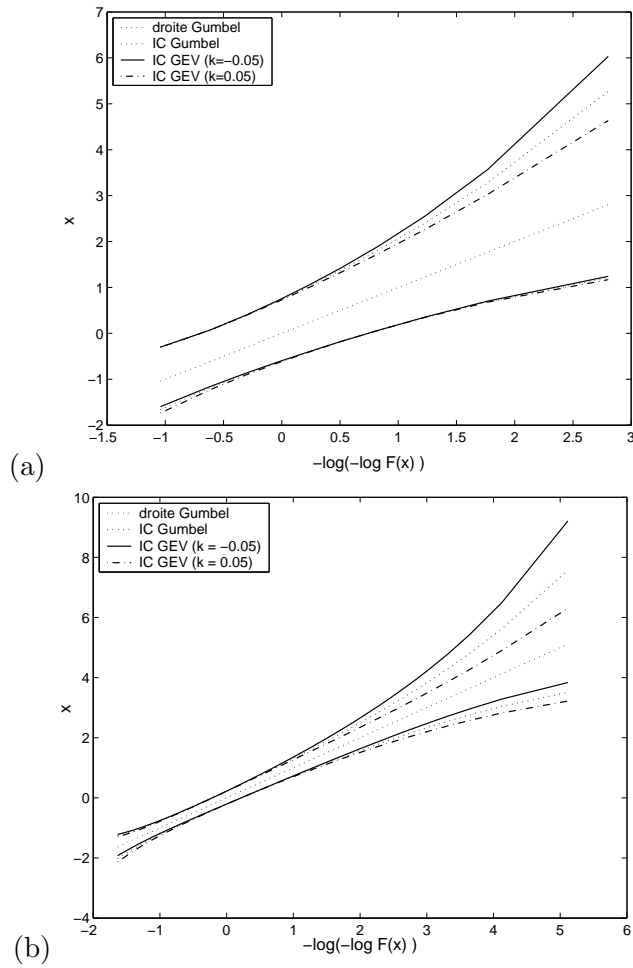 7
6
5
4
3
2
1
0
−1
−2
x
droite Gumbel
IC Gumbel
IC GEV (k=−0.05)
IC GEV (k=0.05)
−1.5 −1 −0.5 0 0.5 1 1.5 2 2.5 3
−log(−log F(x) )
(a)
10
8
6
4
2
0
−2
−4
x
droite Gumbel
IC Gumbel
IC GEV (k = −0.05)
IC GEV (k = 0.05)
−2 −1 0 1 2 3 4 5 6
−log(−log F(x) )
(b)